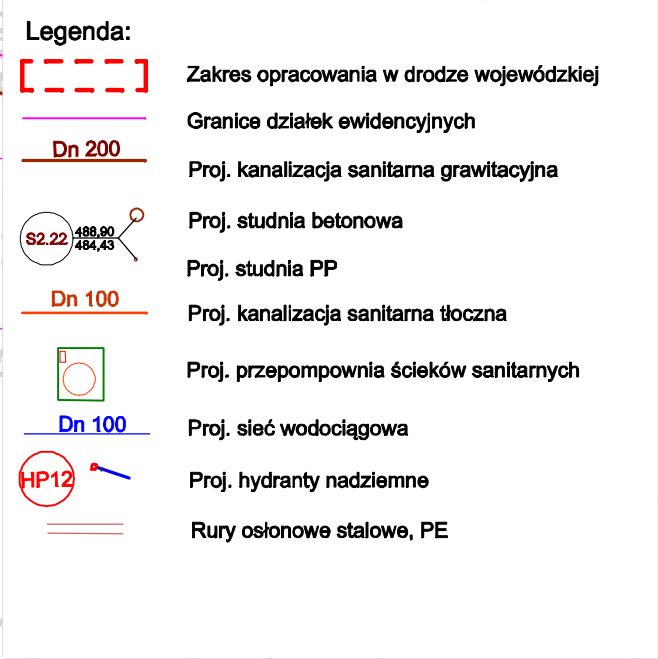 Legenda:
Zakres opracowania w drodze wojewódzkiej
Granice działek ewidencyjnych
Dn 200
Proj. kanalizacja sanitarna grawitacyjna
Proj. studnia betonowa
S2.22 488,90
484,43
Proj. studnia PP
Dn 100
Proj. kanalizacja sanitarna tłoczna
Proj. przepompownia ścieków sanitarnych
Dn 100
Proj. sieć wodociągowa
HP12 Proj. hydranty nadziemne
Rury osłonowe stalowe, PE